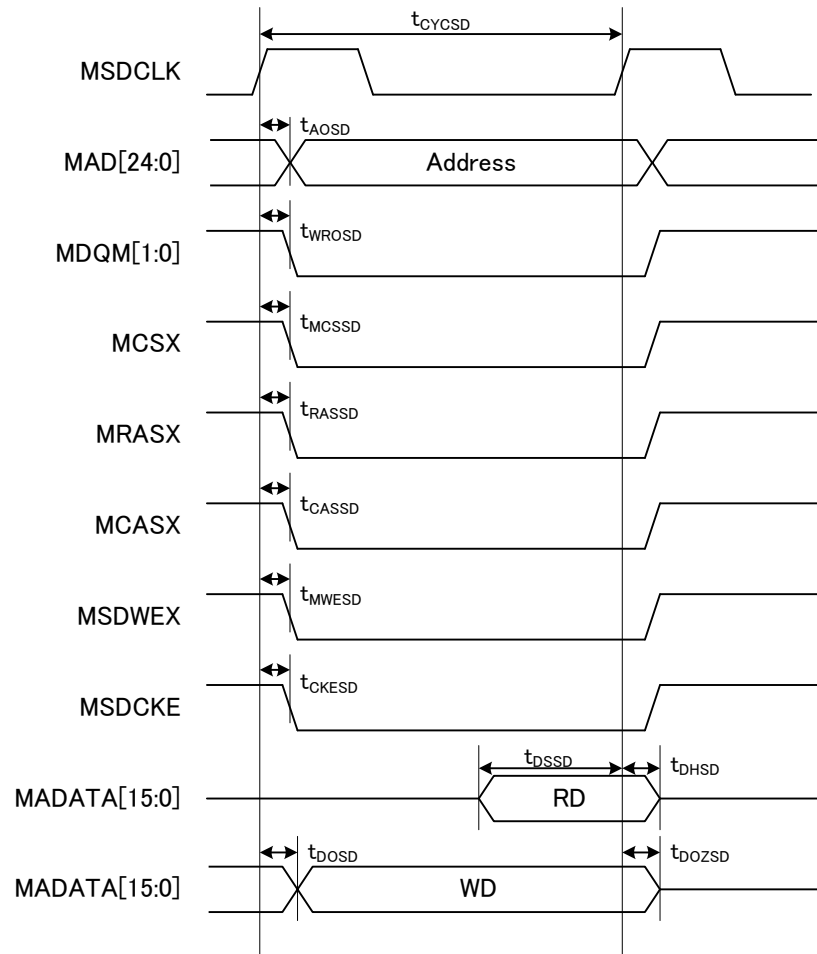 tCYCSD
MSDCLK
tAOSD
MAD[24:0]
Address
tWROSD
MDQM[1:0]
tMCSSD
MCSX
tRASSD
MRASX
tCASSD
MCASX
tMWESD
MSDWEX
tCKESD
MSDCKE
tDSSD
tDHSD
MADATA[15:0]
RD
tDOSD
tDOZSD
MADATA[15:0]
WD